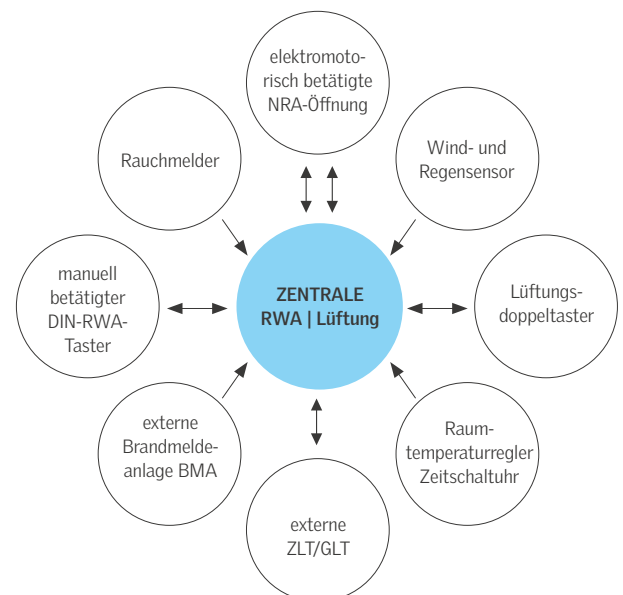 elektromoto-
risch betätigte
NRA-Öffnung
Rauchmelder
Wind- und
Regensensor
manuell
betätigter
DIN-RWA-
Taster
ZENTRALE
RWA | Lüftung
Lüftungs-
doppeltaster
externe
Brandmelde-
anlage BMA
Raum-
temperaturregler
Zeitschaltuhr
externe
ZLT/GLT